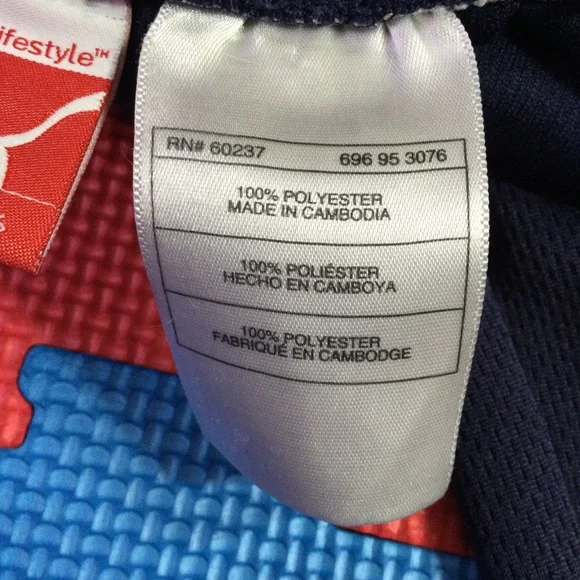 ifestyle™
RN# 60237 696 95 3076
100% POLYESTER
MADE IN CAMBODIA
100% POLIÉSTER
HECHO EN CAMBOYA
100% POLYESTER
FABRIQUÉ EN CAMBODGE